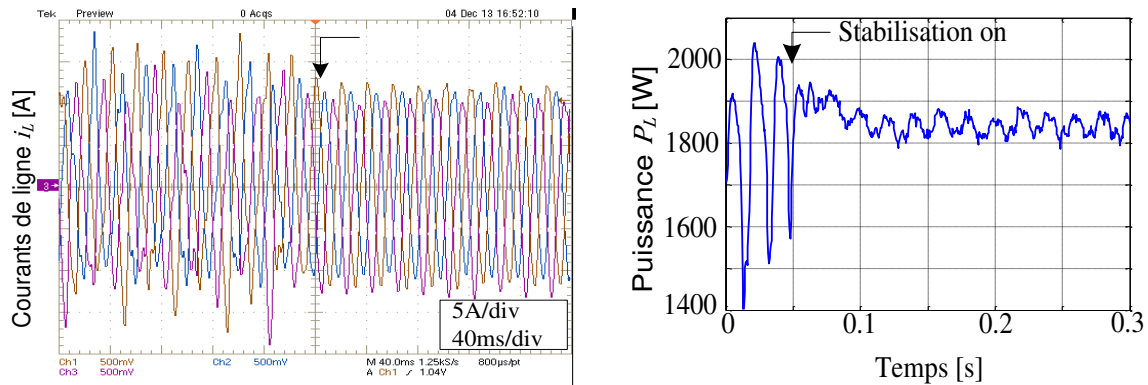 Tek Preview 0 Acqs 04 Dec 13 16:52:10
Courants de ligne iL [A]
3
5A/div
40ms/div
Ch1 500mV Ch2 500mV M 40.0ms 1.25kS/s 800µs/pt
Ch3 500mV A Ch1 / 1.04V
Stabilisation on
Puissance PL [W]
2000
1800
1600
1400
0 0.1 0.2 0.3
Temps [s]